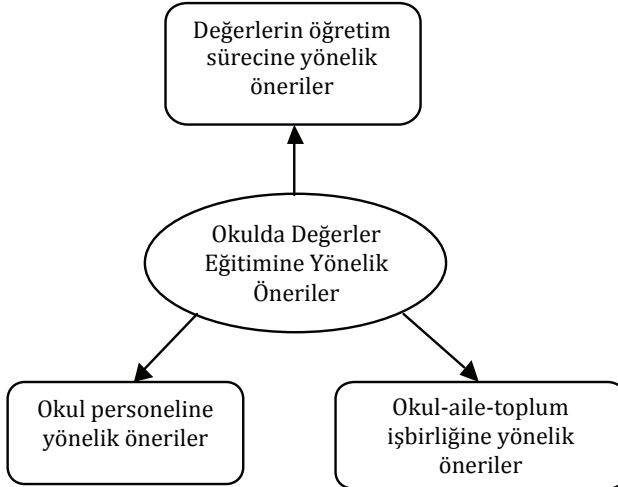 Değerlerin öğretim
sürecine yönelik
öneriler
Okulda Değerler
Eğitimine Yönelik
Öneriler
Okul personeline
yönelik öneriler
Okul-aile-toplum
işbirliğine yönelik
öneriler